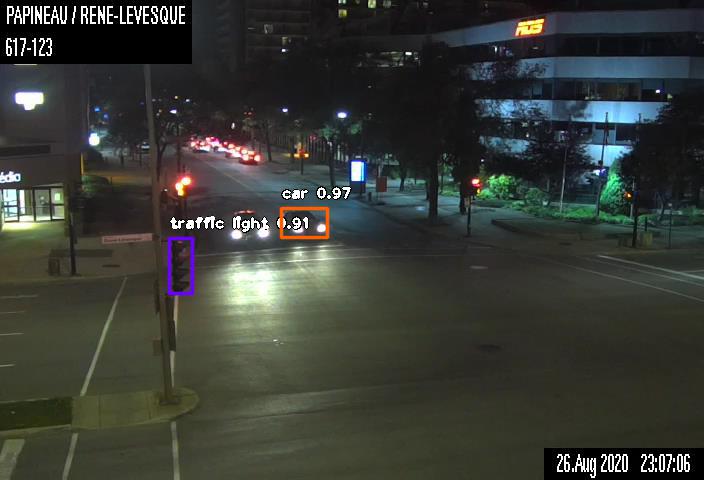 PAPINEAU / RENE-LEVESQUE
617-123
car 0.97
traffic light 0.91
26.Aug 2020 23:07:06